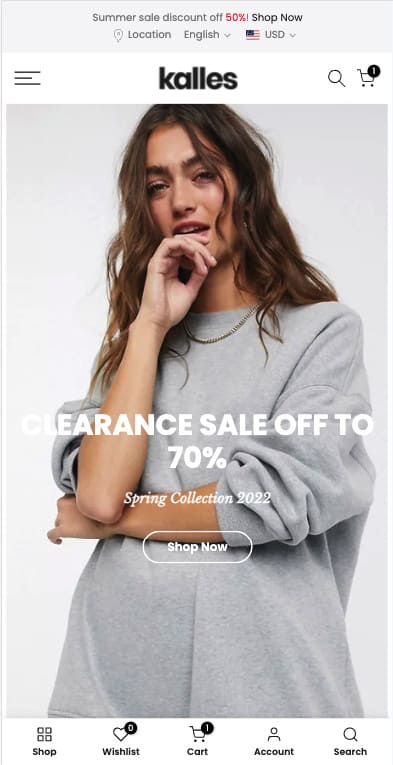 Summer sale discount off 50%! Shop Now
Location English USD
kalles
1
CLEARANCE SALE OFF TO
70%
Spring Collection 2022
Shop Now
0
1
Shop Wishlist Cart Account Search